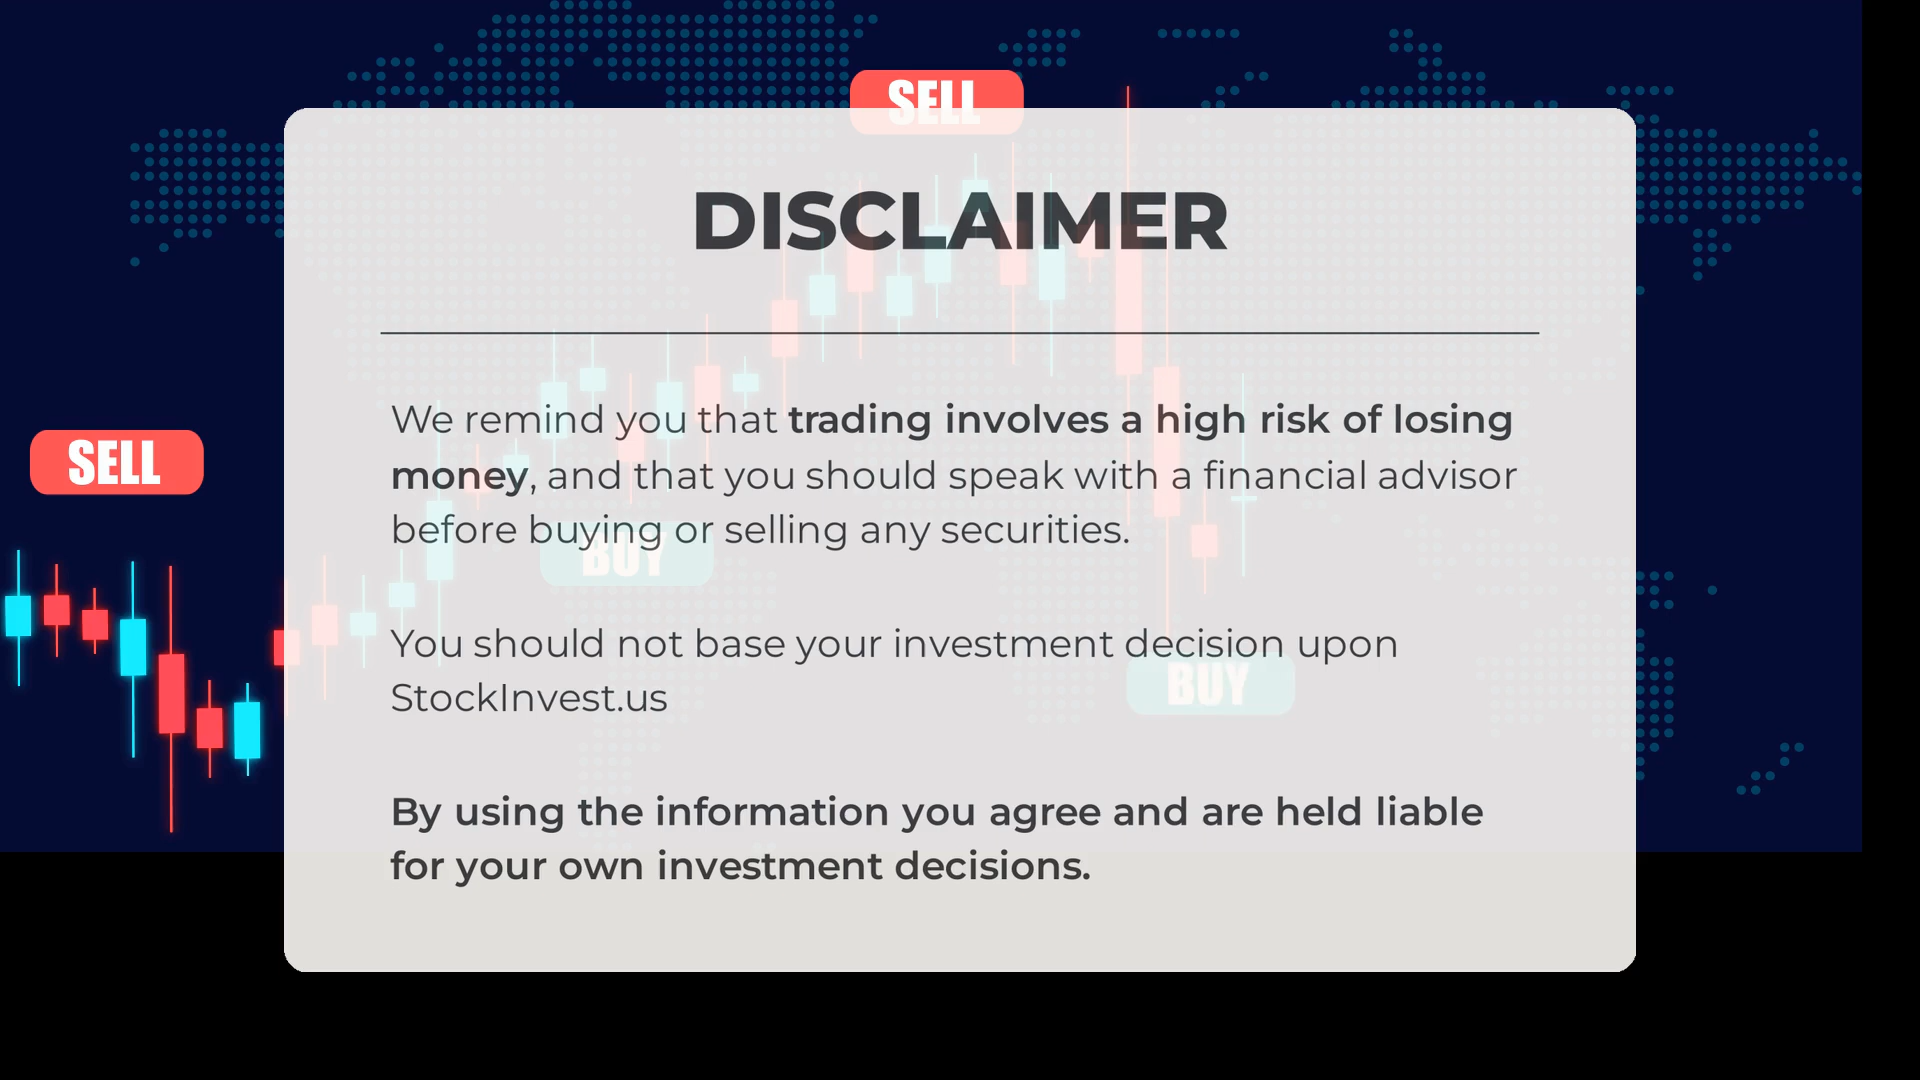 SELL
DISCLAIMER
We remind you that trading involves a high risk of losing
money, and that you should speak with a financial advisor
before buying or selling any securities.
SELL
BUY
You should not base your investment decision upon
StockInvest.us
BUY
By using the information you agree and are held liable
for your own investment decisions.